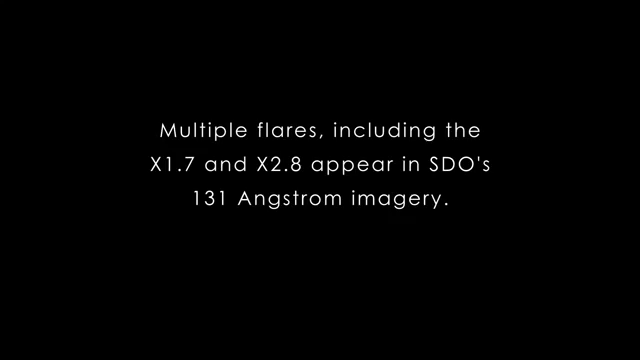 Multiple flares, including the
X1.7 and X2.8 appear in SDO's
131 Angstrom imagery.